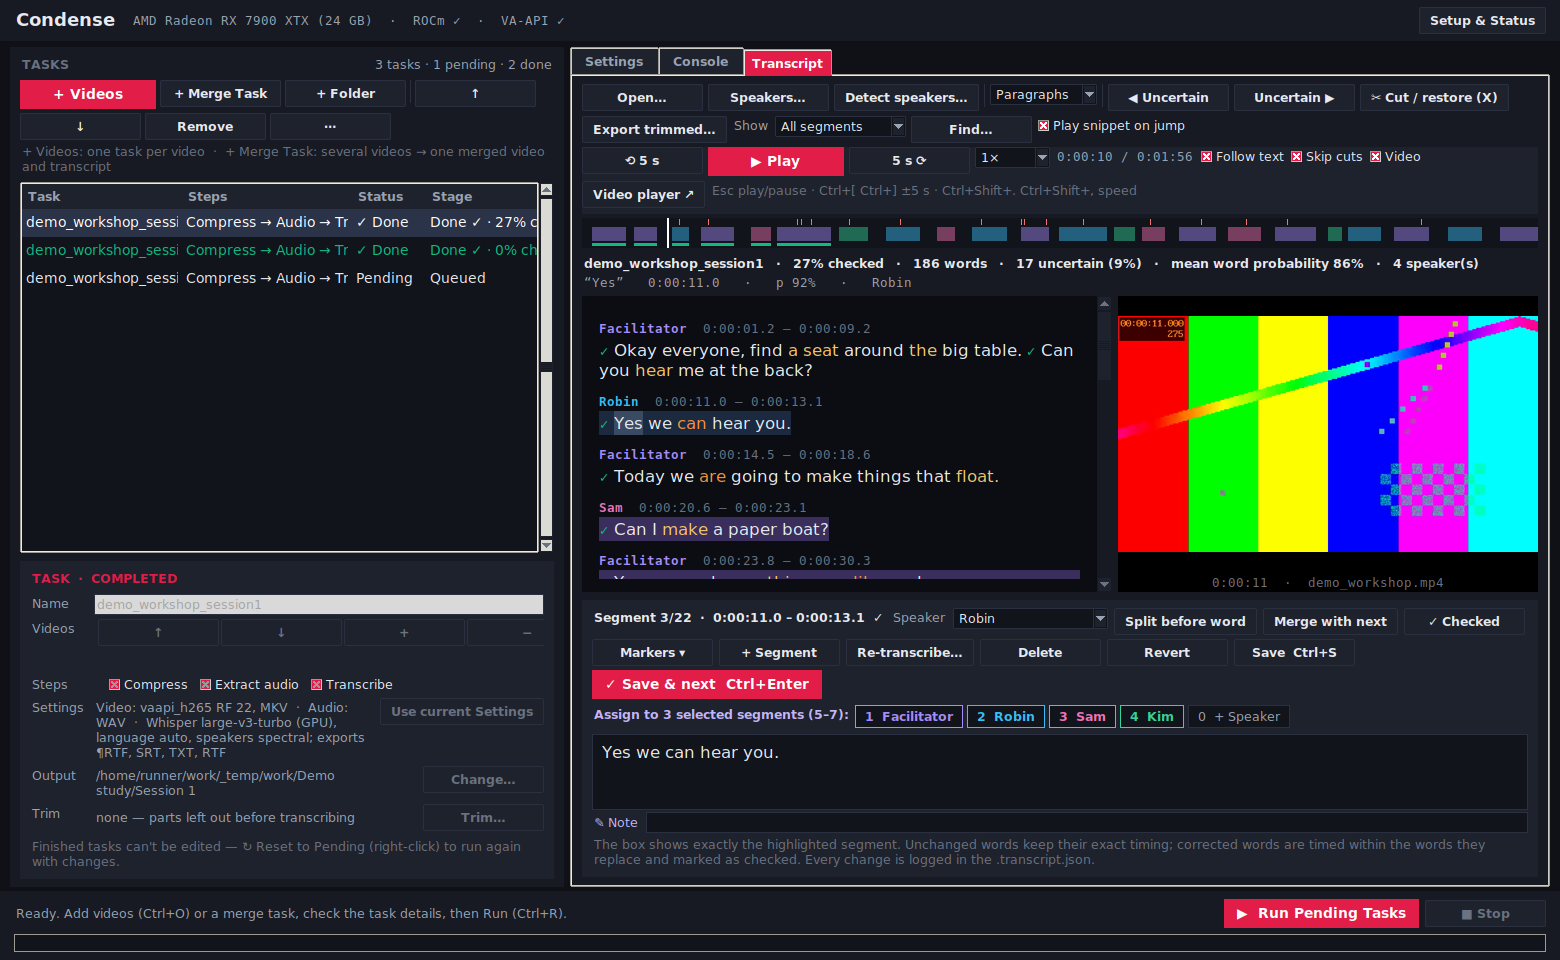 Condense AMD Radeon RX 7900 XTX (24 GB) · ROCm ✓ · VA-API ✓ Setup & Status
TASKS 3 tasks · 1 pending · 2 done
+ Videos + Merge Task + Folder ↑
↓ Remove ···
+ Videos: one task per video · + Merge Task: several videos → one merged video
and transcript
Task Steps Status Stage
demo_workshop_sessi Compress → Audio → Tr ✓ Done Done ✓ · 27% c
demo_workshop_sessi Compress → Audio → Tr ✓ Done Done ✓ · 0% ch
demo_workshop_sessi Compress → Audio → Tr Pending Queued
TASK · COMPLETED
Name demo_workshop_session1
Videos ↑ ↓ + −
Steps Compress Extract audio Transcribe
Settings Video: vaapi_h265 RF 22, MKV · Audio: Use current Settings
WAV · Whisper large-v3-turbo (GPU),
language auto, speakers spectral; exports
¶RTF, SRT, TXT, RTF
Output /home/runner/work/_temp/work/Demo Change…
study/Session 1
Trim none — parts left out before transcribing Trim…
Finished tasks can't be edited — ↻ Reset to Pending (right-click) to run again
with changes.
Settings Console Transcript
Open… Speakers… Detect speakers… Paragraphs ◀ Uncertain Uncertain ▶ ✂ Cut / restore (X)
Export trimmed… Show All segments Find… Play snippet on jump
⟲ 5 s ▶ Play 5 s ⟳ 1× 0:00:10 / 0:01:56 Follow text Skip cuts Video
Video player ↗ Esc play/pause · Ctrl+[ Ctrl+] ±5 s · Ctrl+Shift+. Ctrl+Shift+, speed
demo_workshop_session1 · 27% checked · 186 words · 17 uncertain (9%) · mean word probability 86% · 4 speaker(s)
“Yes” 0:00:11.0 · p 92% · Robin
Facilitator 0:00:01.2 — 0:00:09.2
✓ Okay everyone, find a seat around the big table. ✓ Can
you hear me at the back?
Robin 0:00:11.0 — 0:00:13.1
✓ Yes we can hear you.
Facilitator 0:00:14.5 — 0:00:18.6
✓ Today we are going to make things that float.
Sam 0:00:20.6 — 0:00:23.1
✓ Can I make a paper boat?
Facilitator 0:00:23.8 — 0:00:30.3
00:00:11.000
275
0:00:11 · demo_workshop.mp4
Segment 3/22 · 0:00:11.0 – 0:00:13.1 ✓ Speaker Robin Split before word Merge with next ✓ Checked
Markers ▾ + Segment Re-transcribe… Delete Revert Save Ctrl+S
✓ Save & next Ctrl+Enter
Assign to 3 selected segments (5–7): 1 Facilitator 2 Robin 3 Sam 4 Kim 0 + Speaker
Yes we can hear you.
✎ Note
The box shows exactly the highlighted segment. Unchanged words keep their exact timing; corrected words are timed within the words they
replace and marked as checked. Every change is logged in the .transcript.json.
Ready. Add videos (Ctrl+O) or a merge task, check the task details, then Run (Ctrl+R). ▶ Run Pending Tasks ■ Stop